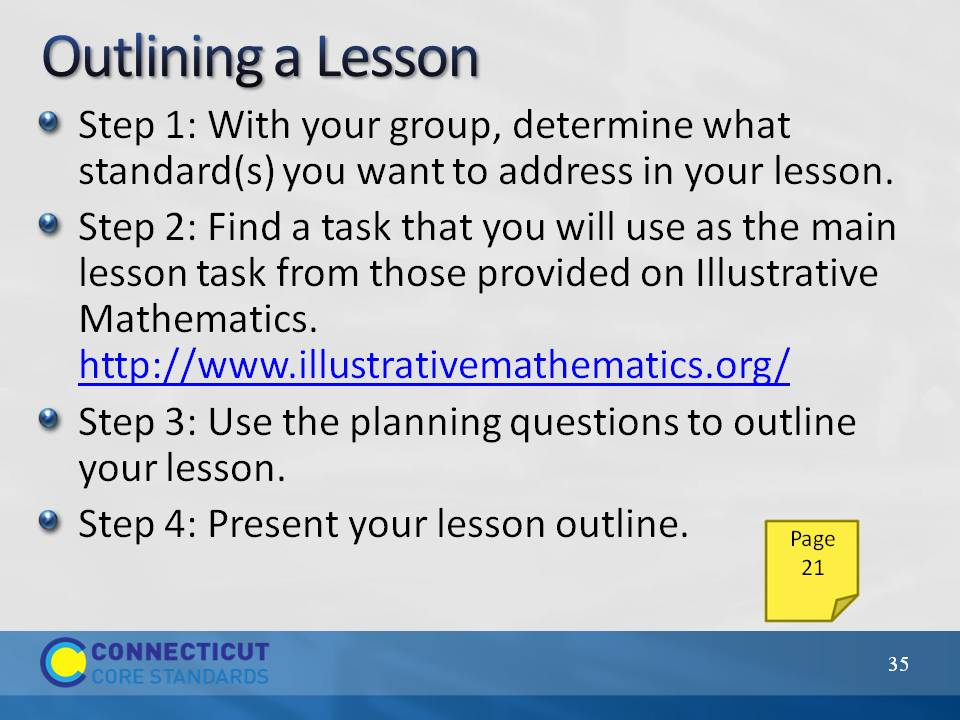 Outlining a Lesson
Step 1: With your group, determine what
standard(s) you want to address in your lesson.
Step 2: Find a task that you will use as the main
lesson task from those provided on Illustrative
Mathematics.
http://www.illustrativemathematics.org/
Step 3: Use the planning questions to outline
your lesson.
Step 4: Present your lesson outline.
Page
21
CONNECTICUT
CORE STANDARDS
35